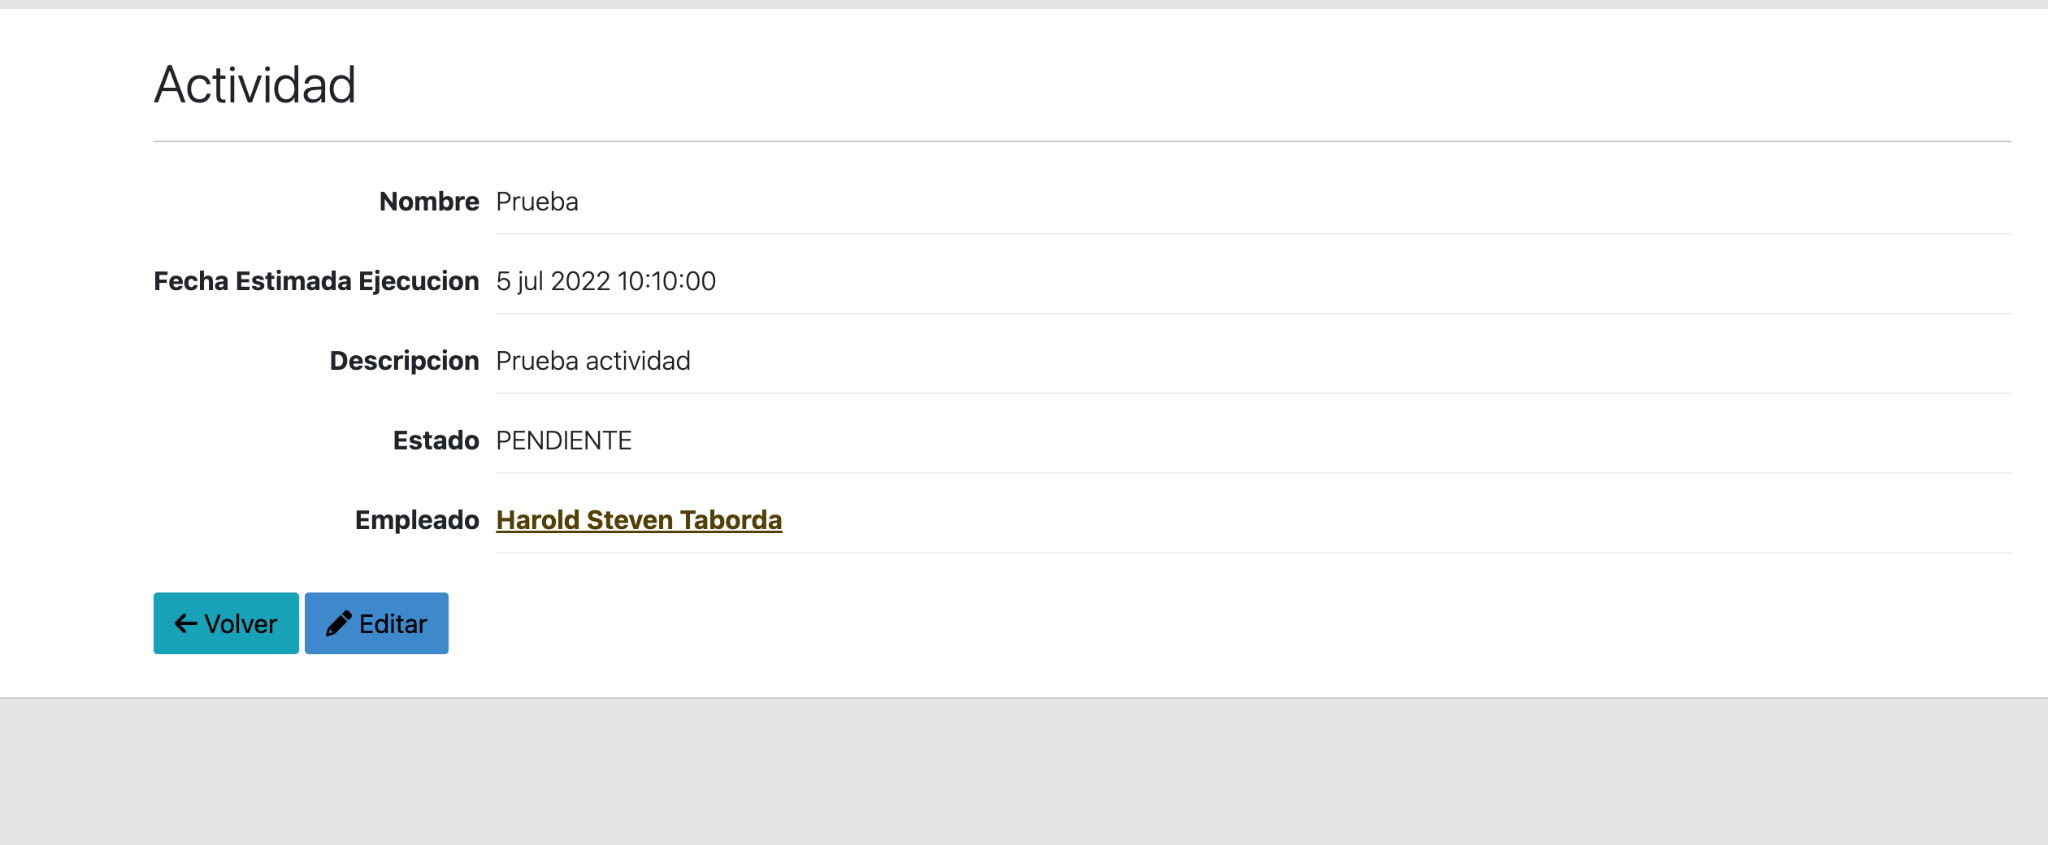 Actividad
Nombre Prueba
Fecha Estimada Ejecucion 5 jul 2022 10:10:00
Descripcion Prueba actividad
Estado PENDIENTE
Empleado Harold Steven Taborda
Volver Editar